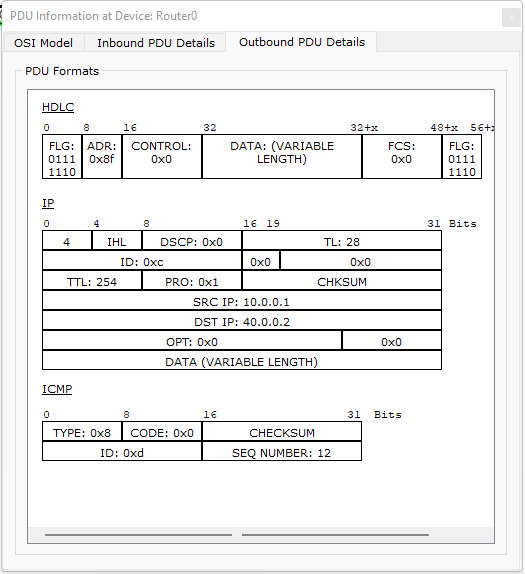 PDU Information at Device: Router0
OSI Model Inbound PDU Details Outbound PDU Details
PDU Formats
HDLC
0 8 16 32 32+x 48+x 56+
FLG: 0111 1110 ADR: 0x8f CONTROL: 0x0 DATA: (VARIABLE LENGTH) FCS: 0x0 FLG: 0111 1110
IP
0 4 8 16 19 31 Bits
4 IHL DSCP: 0x0 TL: 28
ID: 0xc 0x0 0x0
TTL: 254 PRO: 0x1 CHKSUM
SRC IP: 10.0.0.1
DST IP: 40.0.0.2
OPT: 0x0 0x0
DATA (VARIABLE LENGTH)
ICMP
0 8 16 31 Bits
TYPE: 0x8 CODE: 0x0 CHECKSUM
ID: 0xd SEQ NUMBER: 12